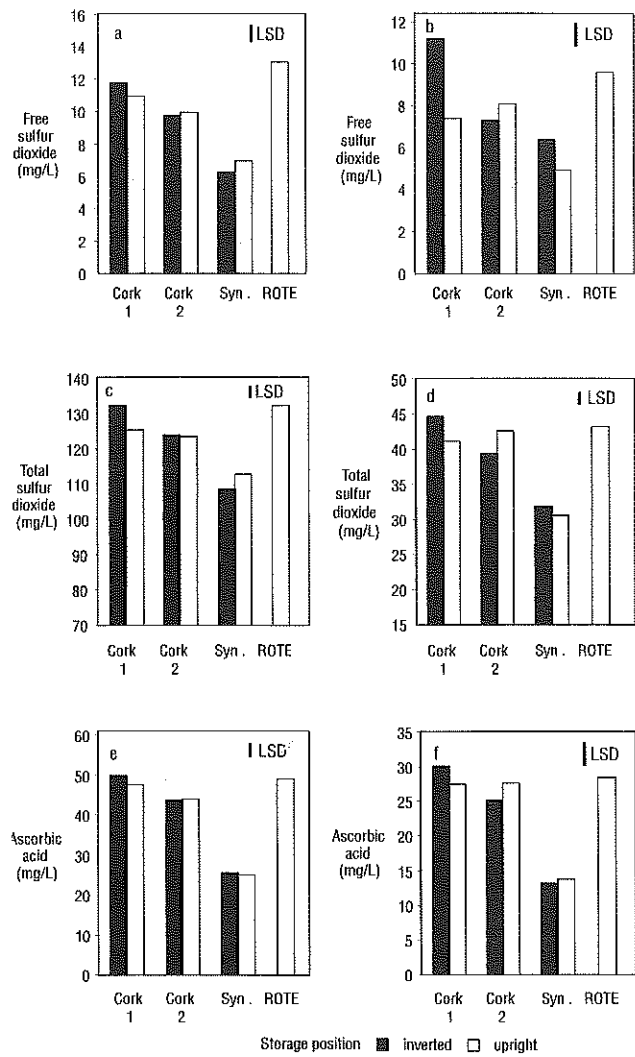 a
LSD
16
14
12
10
8
6
4
2
0
Free
sulfur
dioxide
(mg/L)
Cork
1
Cork
2
Syn .
ROTE
b
LSD
12
10
8
6
4
2
0
Free
sulfur
dioxide
(mg/L)
Cork
1
Cork
2
Syn .
ROTE
c
LSD
140
130
120
110
100
90
80
70
Total
sulfur
dioxide
(mg/L)
Cork
1
Cork
2
Syn .
ROTE
d
LSD
50
45
40
35
30
25
20
15
Total
sulfur
dioxide
(mg/L)
Cork
1
Cork
2
Syn .
ROTE
e
LSD
60
50
40
30
20
10
0
Ascorbic
acid
(mg/L)
Cork
1
Cork
2
Syn .
ROTE
f
LSD
35
30
25
20
15
10
5
0
Ascorbic
acid
(mg/L)
Cork
1
Cork
2
Syn .
ROTE
Storage position inverted upright